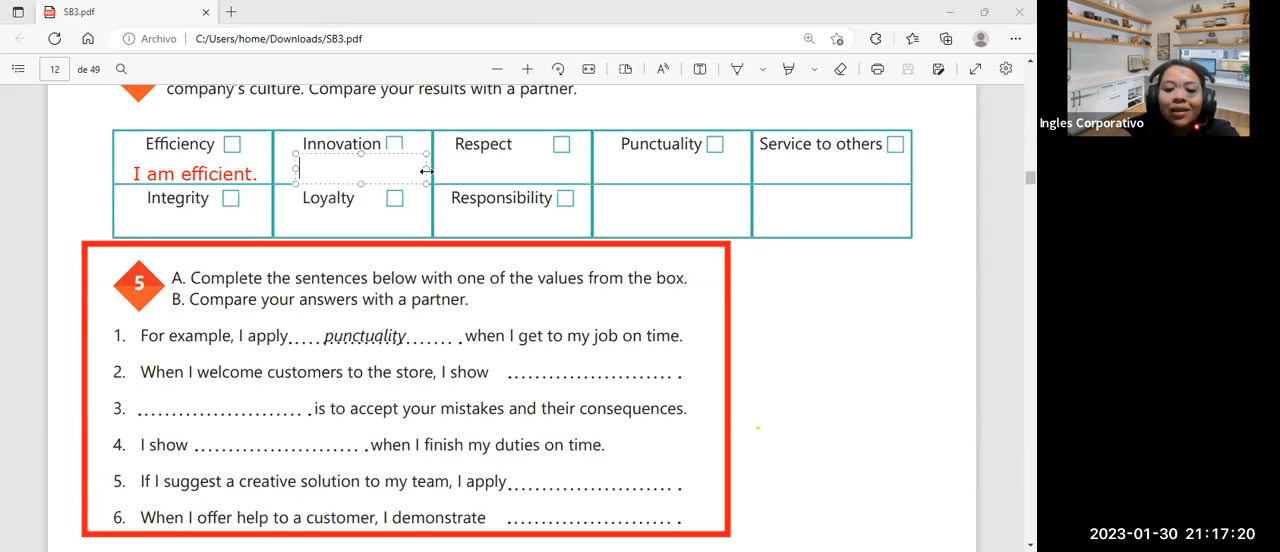 SB3.pdf
Archivo C:/Users/home/Downloads/SB3.pdf
12 de 49
company's culture. Compare your results with a partner.
Efficiency Innovation Respect Punctuality Service to others
I am efficient.
Integrity Loyalty Responsibility
5 A. Complete the sentences below with one of the values from the box.
B. Compare your answers with a partner.
1. For example, I apply.....punctuality.......when I get to my job on time.
2. When I welcome customers to the store, I show ........................ .
3. ........................is to accept your mistakes and their consequences.
4. I show ........................when I finish my duties on time.
5. If I suggest a creative solution to my team, I apply........................ .
6. When I offer help to a customer, I demonstrate ........................ .
Ingles Corporativo
2023-01-30 21:17:20